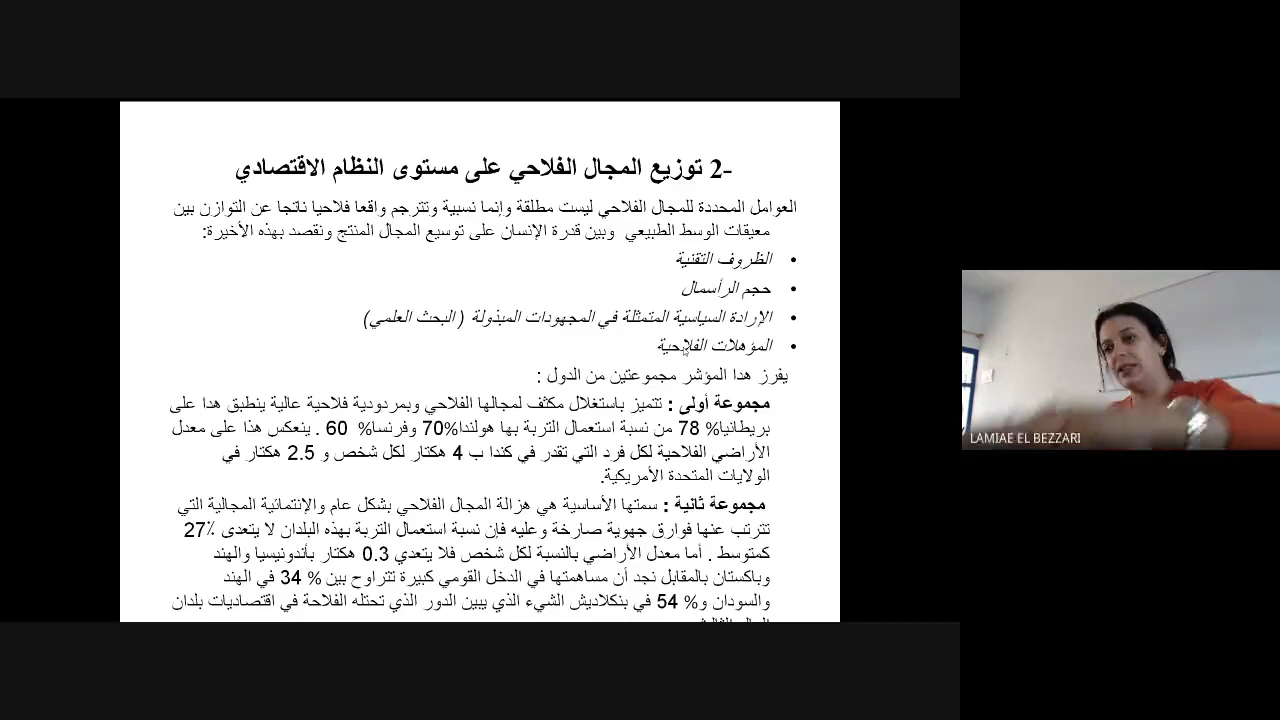 2- توزيع المجال الفلاحي على مستوى النظام الاقتصادي
العوامل المحددة للمجال الفلاحي ليست مطلقة وإنما نسبية وتترجم واقعا فلاحيا ناتجا عن التوازن بين
معيقات الوسط الطبيعي وبين قدرة الإنسان على توسيع المجال المنتج ونقصد بهذه الأخيرة:
• الظروف التقنية
• حجم الرأسمال
• الإرادة السياسية المتمثلة في المجهودات المبذولة (البحث العلمي)
• المؤهلات الفلاحية
يفرز هدا المؤشر مجموعتين من الدول :
مجموعة أولى : تتميز باستغلال مكثف لمجالها الفلاحي وبمردودية فلاحية عالية ينطبق هدا على
بريطانيا% 78 من نسبة استعمال التربة بها هولندا%70 وفرنسا% 60 . ينعكس هذا على معدل
الأراضي الفلاحية لكل فرد التي تقدر في كندا ب 4 هكتار لكل شخص و 2.5 هكتار في
الولايات المتحدة الأمريكية.
مجموعة ثانية : سمتها الأساسية هي هزالة المجال الفلاحي بشكل عام والإنتمائية المجالية التي
تترتب عنها فوارق جهوية صارخة وعليه فإن نسبة استعمال التربة بهذه البلدان لا يتعدى 27٪
كمتوسط . أما معدل الأراضي بالنسبة لكل شخص فلا يتعدي 0.3 هكتار بأندونيسيا والهند
وباكستان بالمقابل نجد أن مساهمتها في الدخل القومي كبيرة تتراوح بين % 34 في الهند
والسودان و% 54 في بنكلاديش الشيء الذي يبين الدور الذي تحتله الفلاحة في اقتصاديات بلدان
LAMIAE EL BEZZARI